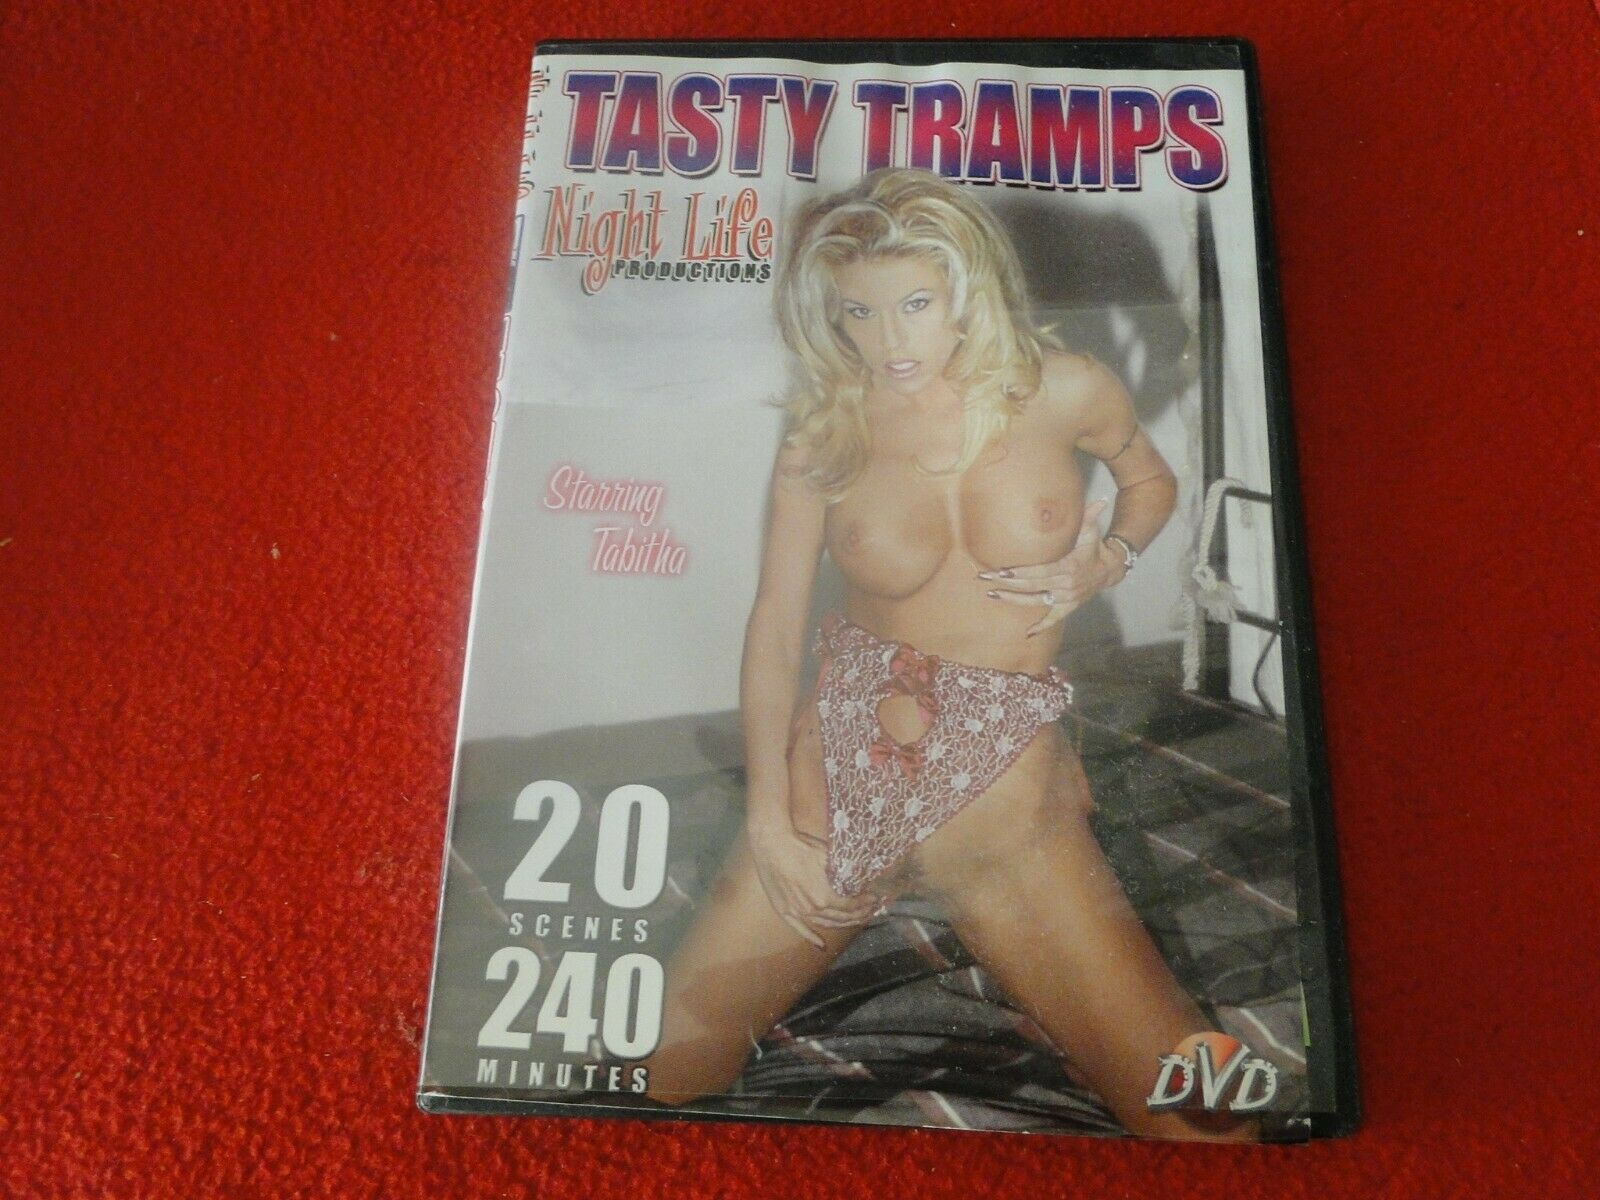 TASTY TRAMPS
Night Life
PRODUCTIONS
Starring
Tabitha
20
SCENES
240
MINUTES
DVD